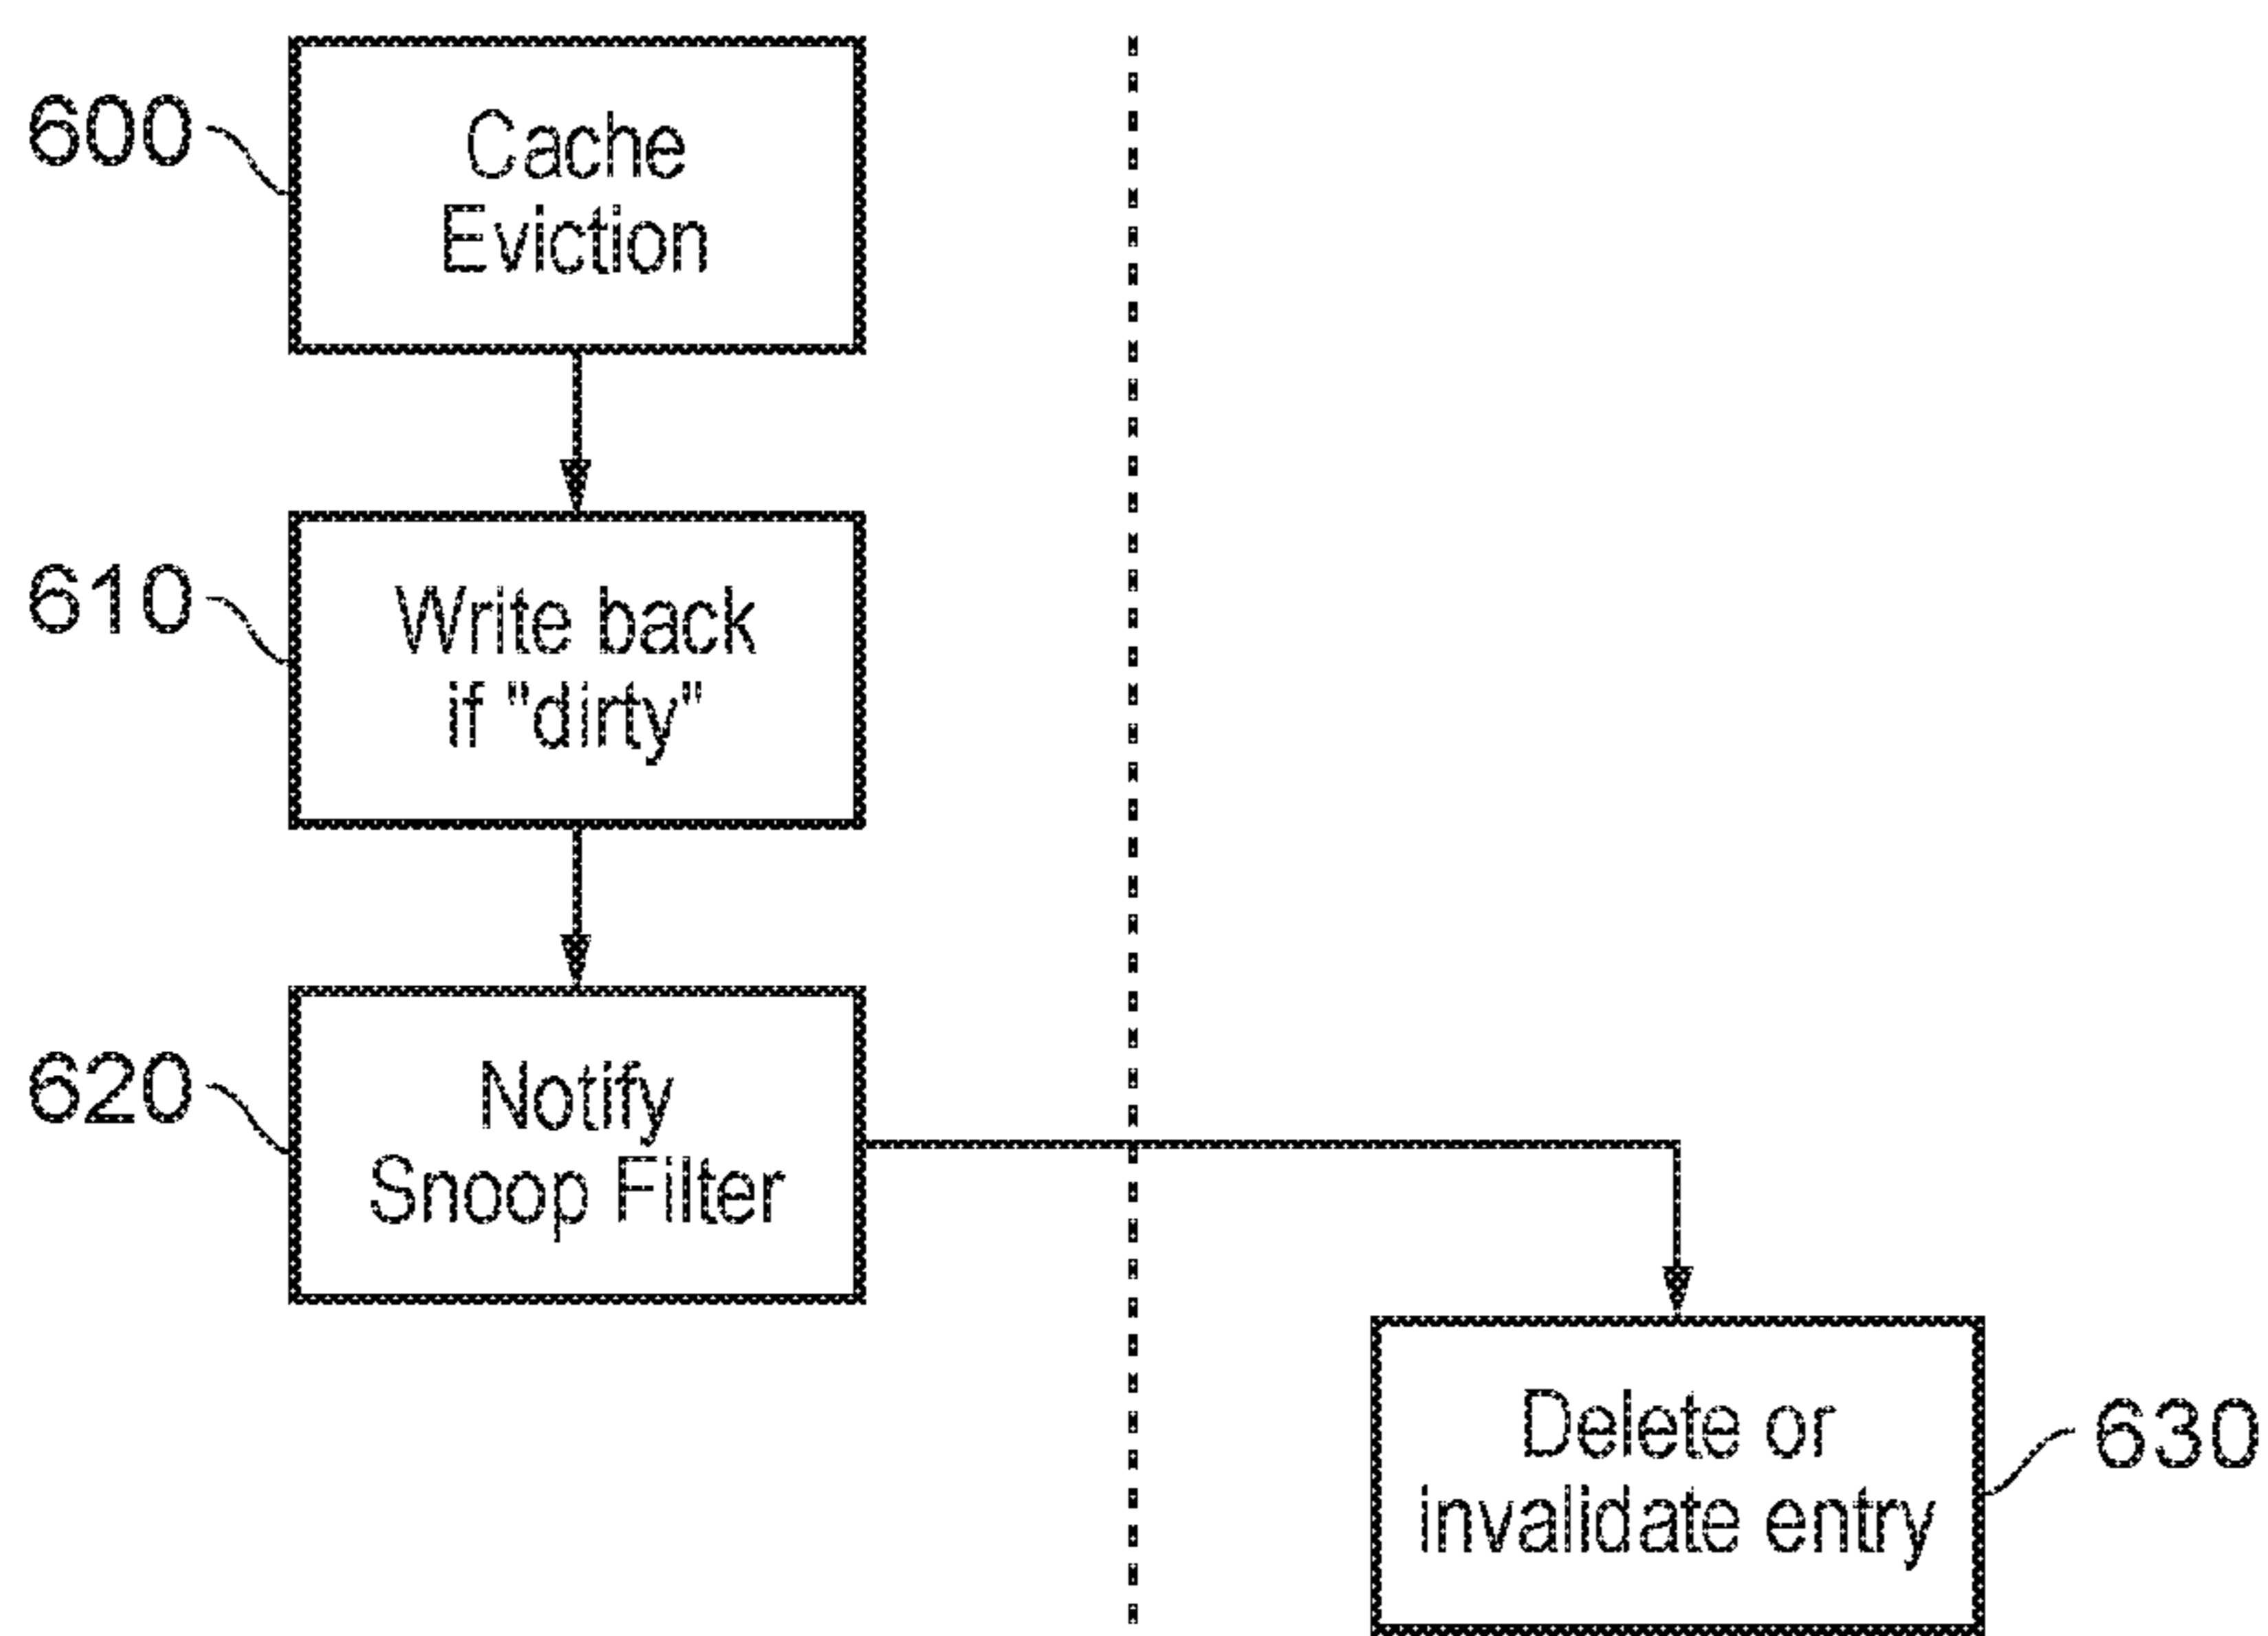 600
Cache
Eviction
610
Write back
if "dirty"
620
Notify
Snoop Filter
Delete or
invalidate entry
630